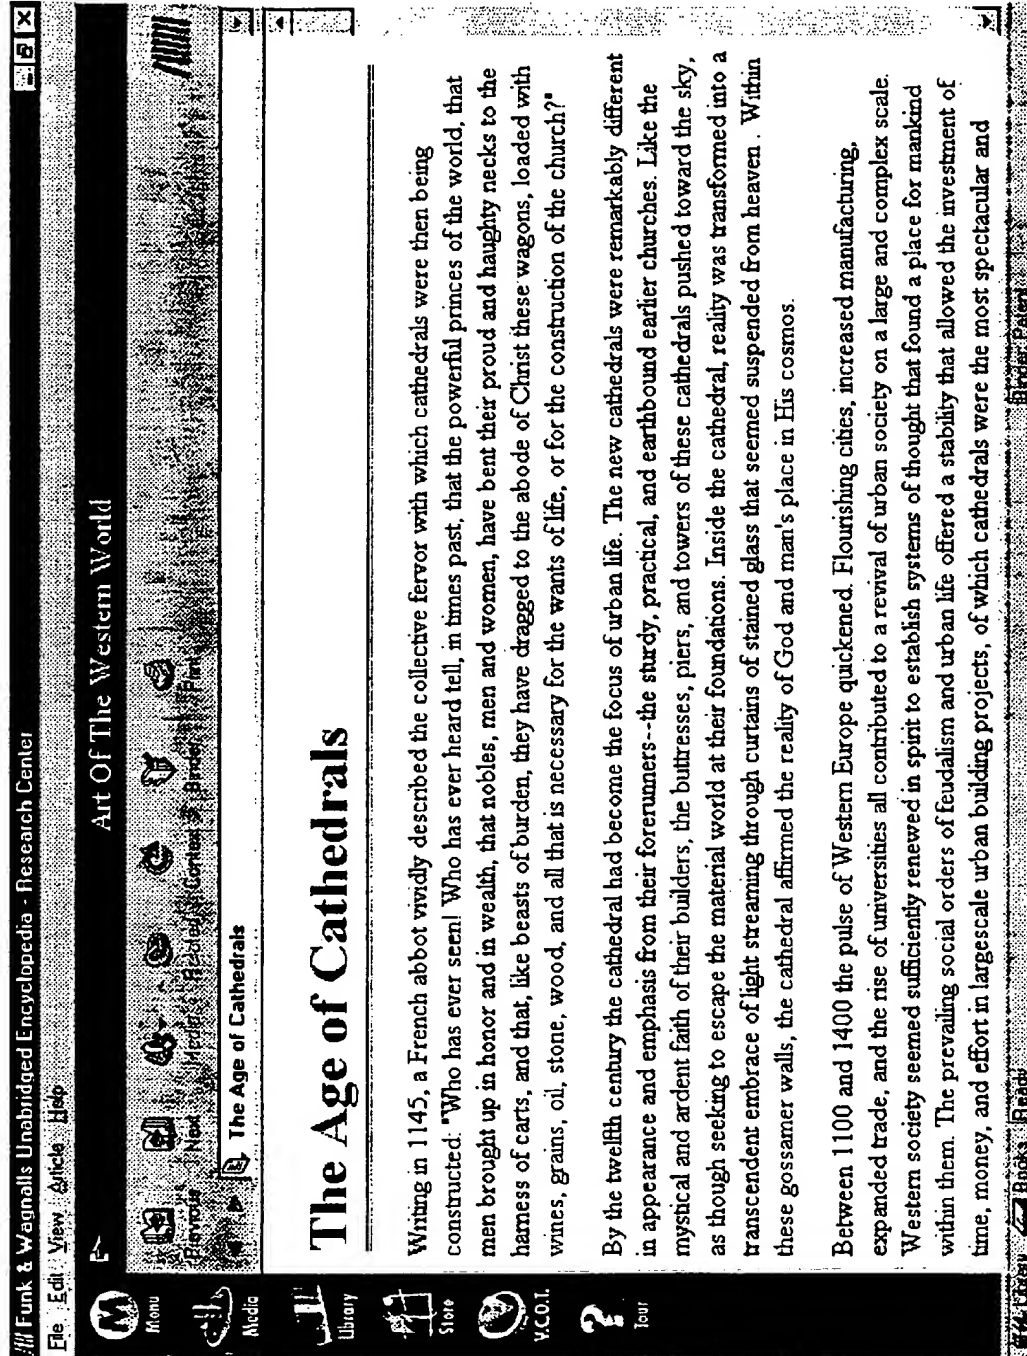 Funk & Wagnalls Unabridged Encyclopedia - Research Center
File Edit View Article Help
Art Of The Western World
Previous Next Media Related Context Binder Print
The Age of Cathedrals
Menu
Media
Library
Store
V.C.O.T.
Tour
The Age of Cathedrals
Writing in 1145, a French abbot vividly described the collective fervor with which cathedrals were then being
constructed: "Who has ever seen! Who has ever heard tell, in times past, that the powerful princes of the world, that
men brought up in honor and in wealth, that nobles, men and women, have bent their proud and haughty necks to the
harness of carts, and that, like beasts of burden, they have dragged to the abode of Christ these wagons, loaded with
wines, grains, oil, stone, wood, and all that is necessary for the wants of life, or for the construction of the church?"
By the twelfth century the cathedral had become the focus of urban life. The new cathedrals were remarkably different
in appearance and emphasis from their forerunners--the sturdy, practical, and earthbound earlier churches. Like the
mystical and ardent faith of their builders, the buttresses, piers, and towers of these cathedrals pushed toward the sky,
as though seeking to escape the material world at their foundations. Inside the cathedral, reality was transformed into a
transcendent embrace of light streaming through curtains of stained glass that seemed suspended from heaven . Within
these gossamer walls, the cathedral affirmed the reality of God and man's place in His cosmos.
Between 1100 and 1400 the pulse of Western Europe quickened. Flourishing cities, increased manufacturing,
expanded trade, and the rise of universities all contributed to a revival of urban society on a large and complex scale.
Western society seemed sufficiently renewed in spirit to establish systems of thought that found a place for mankind
within them. The prevailing social orders of feudalism and urban life offered a stability that allowed the investment of
time, money, and effort in largescale urban building projects, of which cathedrals were the most spectacular and
Books Ready Binder: Patent